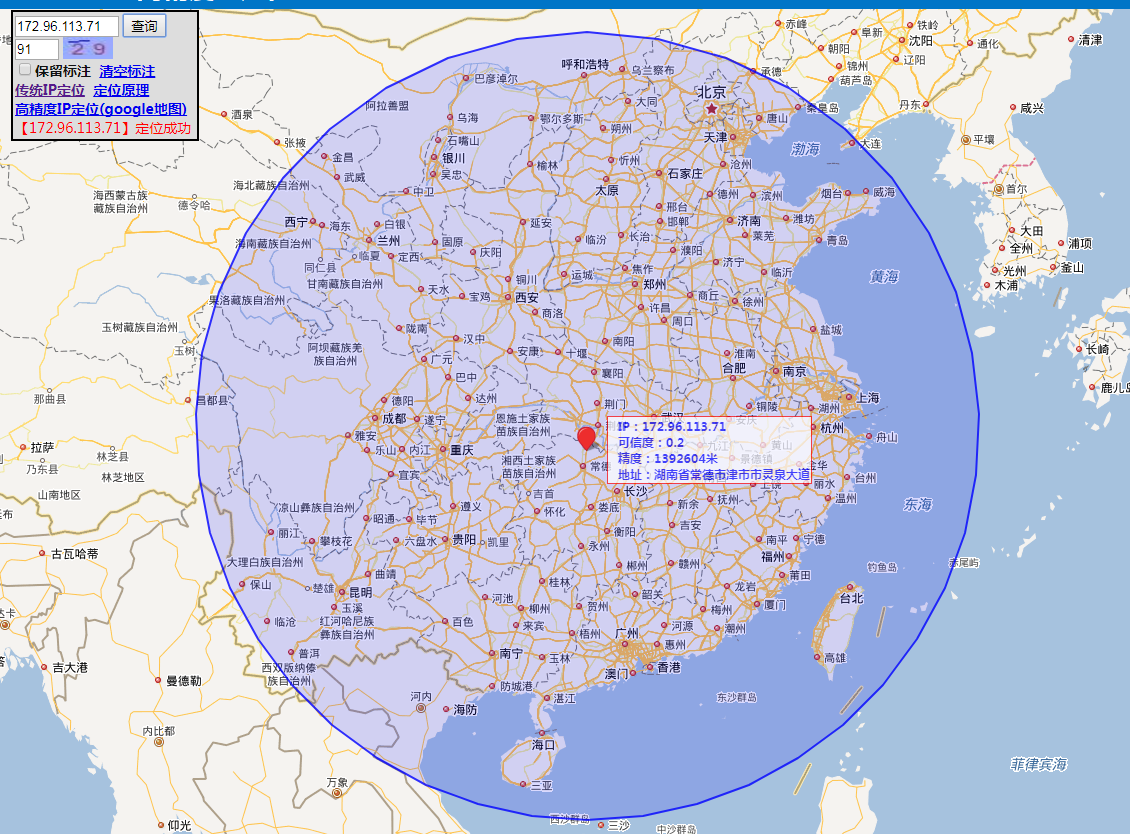 172.96.113.71 查询
91 2 9
保留标注 清空标注
传统IP定位 定位原理
高精度IP定位(google地图)
【172.96.113.71】定位成功
赤峰
铁岭
阜新
沈阳
通化
清津
朝阳
辽阳
锦州
葫芦岛
呼和浩特
乌兰察布
承德
巴彦淖尔
北京
阿拉善盟
大同
秦皇岛
丹东
咸兴
酒泉
乌海
鄂尔多斯
唐山
朔州
天津
平壤
张掖
石嘴山
大连
渤海
金昌
银川
忻州
沧州
榆林
武威
吴忠
石家庄
首尔
海北藏族自治州
太原
中卫
德州
滨州
烟台
威海
海西蒙古族
藏族自治州
德令哈
邢台
西宁
海东
白银
延安
邯郸
济南
潍坊
大田
兰州
固原
临汾
长治
莱芜
青岛
浦项
海南藏族自治州
全州
临夏
定西
庆阳
濮阳
济宁
同仁县
焦作
临沂
光州
釜山
黄海
甘南藏族自治州
铜川
运城
郑州
木浦
天水
宝鸡
西安
商丘
徐州
果洛藏族自治州
商洛
许昌
周口
玉树藏族自治州
陇南
盐城
汉中
南阳
玉树
阿坝藏族羌
族自治州
安康
十堰
淮南
长崎
广元
合肥
南京
巴中
襄阳
鹿儿岛
那曲县
昌都县
德阳
达州
荆门
铜陵
湖州
上海
成都
遂宁
恩施土家族
苗族自治州
杭州
雅安
舟山
拉萨
乐山
内江
重庆
IP：172.96.113.71
可信度：0.2
精度：1392604米
地址：湖南省常德市津市市灵泉大道
安庆
九江
黄山
景德镇
林芝县
乃东县
湘西土家族
苗族自治州
常德
金华
台州
林芝地区
宜宾
丽水
山南地区
吉首
长沙
温州
凉山彝族自治州
遵义
娄底
新余
抚州
东海
昭通
毕节
怀化
吉安
丽江
衡阳
攀枝花
六盘水
贵阳
凯里
永州
南平
宁德
古瓦哈蒂
福州
大理白族自治州
郴州
赣州
钓鱼岛
赤尾屿
曲靖
莆田
保山
楚雄
昆明
桂林
龙岩
台北
韶关
玉溪
河池
柳州
贺州
梅州
厦门
临沧
红河哈尼族
彝族自治州
百色
来宾
梧州
广州
河源
潮州
普洱
惠州
南宁
玉林
高雄
西双版纳傣
族自治州
香港
澳门
吉大港
曼德勒
防城港
湛江
东沙群岛
河内
海防
内比都
海口
菲律宾海
万象
三亚
仰光
西沙群岛
三沙
中沙群岛